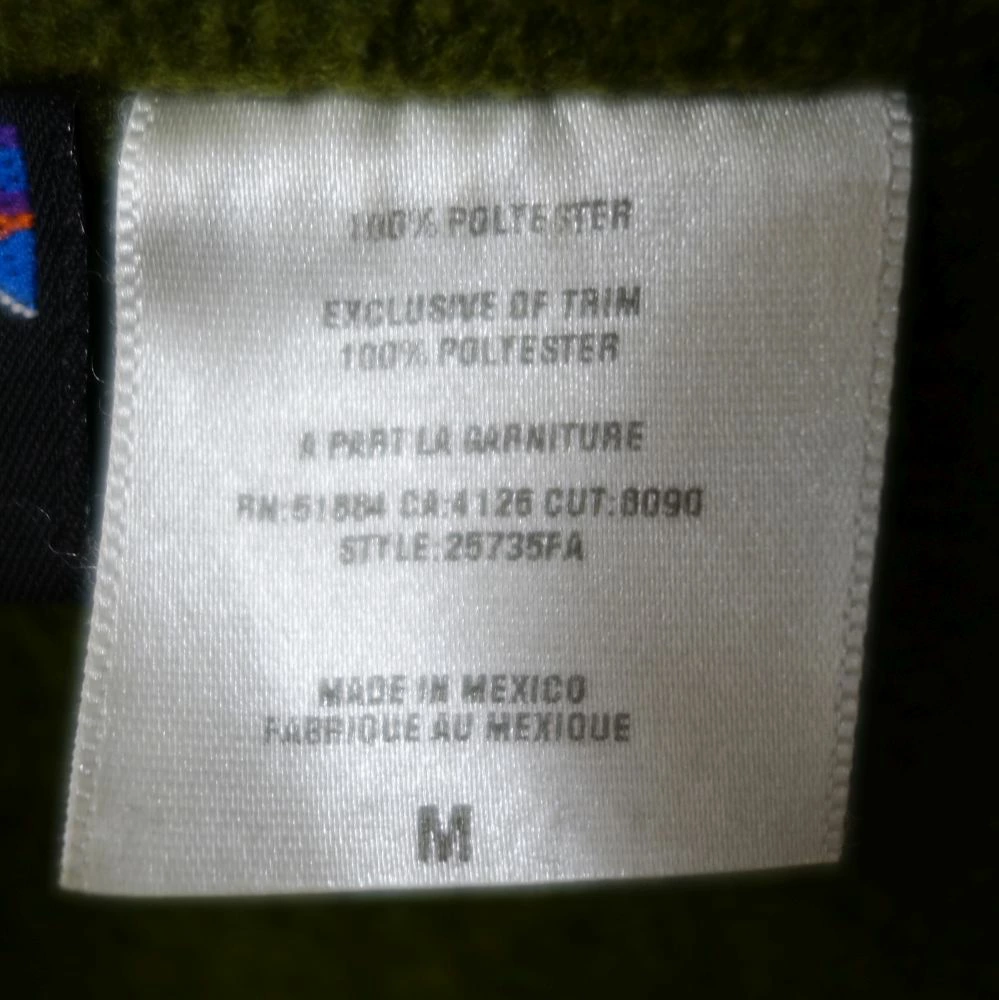 100% POLYESTER
EXCLUSIVE OF TRIM
100% POLYESTER
A PART LA GARNITURE
RN:51884 CA:4126 CUT:8090
STYLE:25735FA
MADE IN MEXICO
FABRIQUE AU MEXIQUE
M